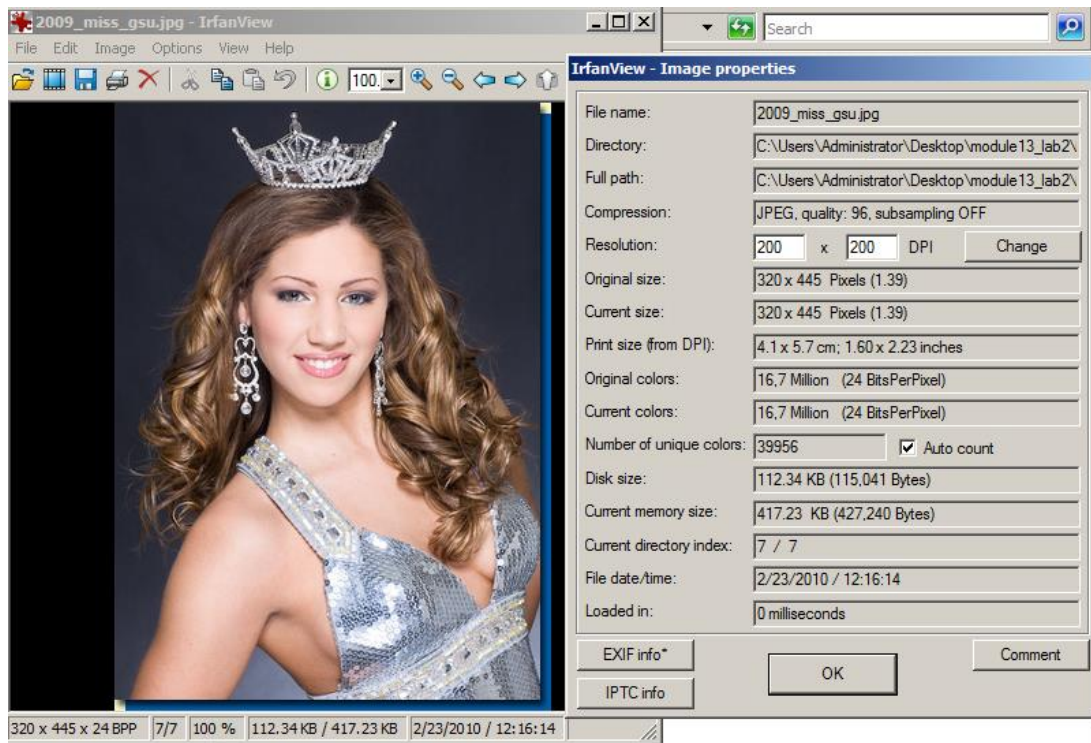 2009_miss_gsu.jpg - IrfanView
File Edit Image Options View Help
100.
Search
IrfanView - Image properties
File name: 2009_miss_gsu.jpg
Directory: C:\Users\Administrator\Desktop\module13_lab2\
Full path: C:\Users\Administrator\Desktop\module13_lab2\
Compression: JPEG, quality: 96, subsampling OFF
Resolution: 200 x 200 DPI Change
Original size: 320 x 445 Pixels (1.39)
Current size: 320 x 445 Pixels (1.39)
Print size (from DPI): 4.1 x 5.7 cm; 1.60 x 2.23 inches
Original colors: 16,7 Million (24 BitsPerPixel)
Current colors: 16,7 Million (24 BitsPerPixel)
Number of unique colors: 39956 Auto count
Disk size: 112.34 KB (115,041 Bytes)
Current memory size: 417.23 KB (427,240 Bytes)
Current directory index: 7 / 7
File date/time: 2/23/2010 / 12:16:14
Loaded in: 0 milliseconds
EXIF info* OK Comment
IPTC info
320 x 445 x 24 BPP 7/7 100 % 112.34 KB / 417.23 KB 2/23/2010 / 12:16:14